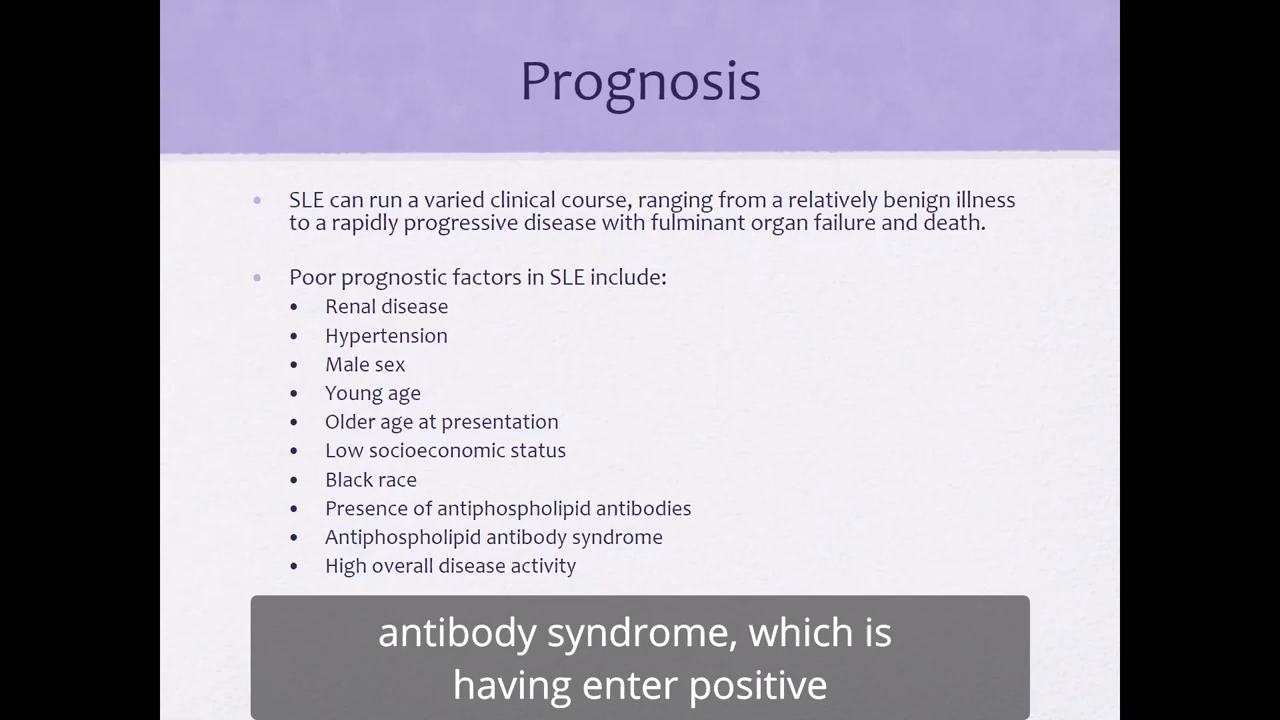 Prognosis
• SLE can run a varied clinical course, ranging from a relatively benign illness
to a rapidly progressive disease with fulminant organ failure and death.
• Poor prognostic factors in SLE include:
• Renal disease
• Hypertension
• Male sex
• Young age
• Older age at presentation
• Low socioeconomic status
• Black race
• Presence of antiphospholipid antibodies
• Antiphospholipid antibody syndrome
• High overall disease activity
antibody syndrome, which is
having enter positive